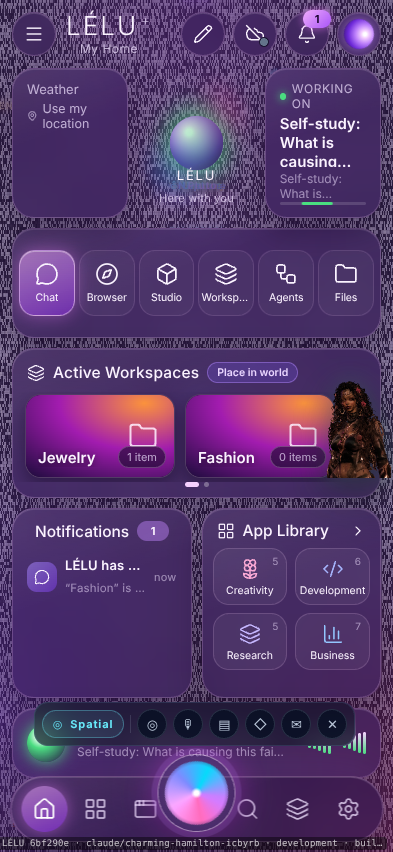 LÉLU +
My Home
1
Weather
Use my
location
LÉLU
Here with you
WORKING
ON
Self-study:
What is
causing…
Self-study:
What is…
Chat
Browser
Studio
Worksp…
Agents
Files
Active Workspaces
Place in world
Jewelry
1 item
Fashion
0 items
Notifications
1
LÉLU has …
now
“Fashion” is …
App Library
5
Creativity
6
Development
5
Research
7
Business
Spatial
Self-study: What is causing this fai…
LÉLU 6bf290e · claude/charming-hamilton-icbyrb · development · buil…